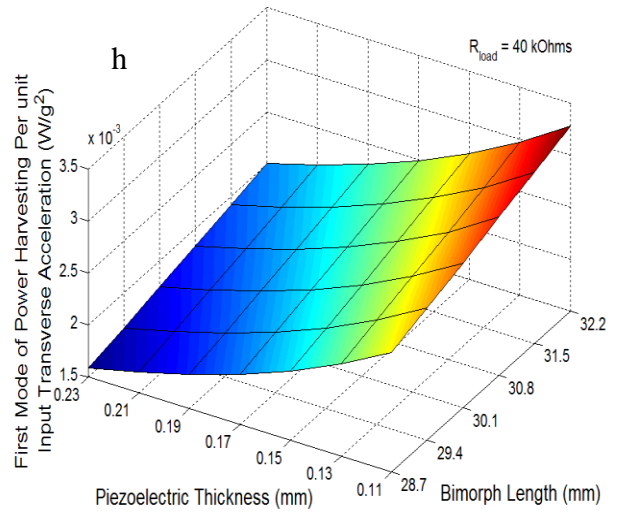 h
R_load = 40 kOhms
First Mode of Power Harvesting Per unit
Input Transverse Acceleration (W/g²)
x 10⁻³
3.5
3
2.5
2
1.5
0.23
0.21
0.19
0.17
0.15
0.13
0.11
Piezoelectric Thickness (mm)
28.7
29.4
30.1
30.8
31.5
32.2
Bimorph Length (mm)